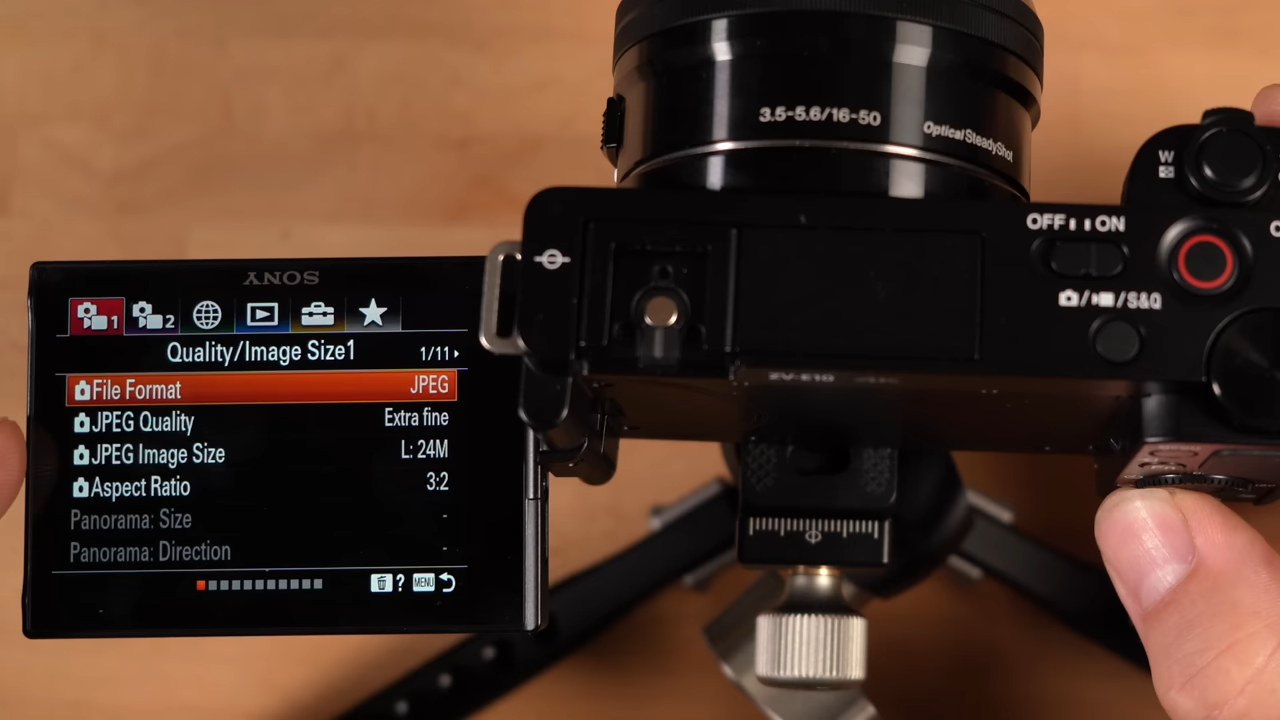 3.5-5.6/16-50
Optical SteadyShot
W
OFF ON
/ /S&Q
ZV-E10
SONY
1 2
Quality/Image Size1 1/11
File Format JPEG
JPEG Quality Extra fine
JPEG Image Size L: 24M
Aspect Ratio 3:2
Panorama: Size -
Panorama: Direction -
? MENU